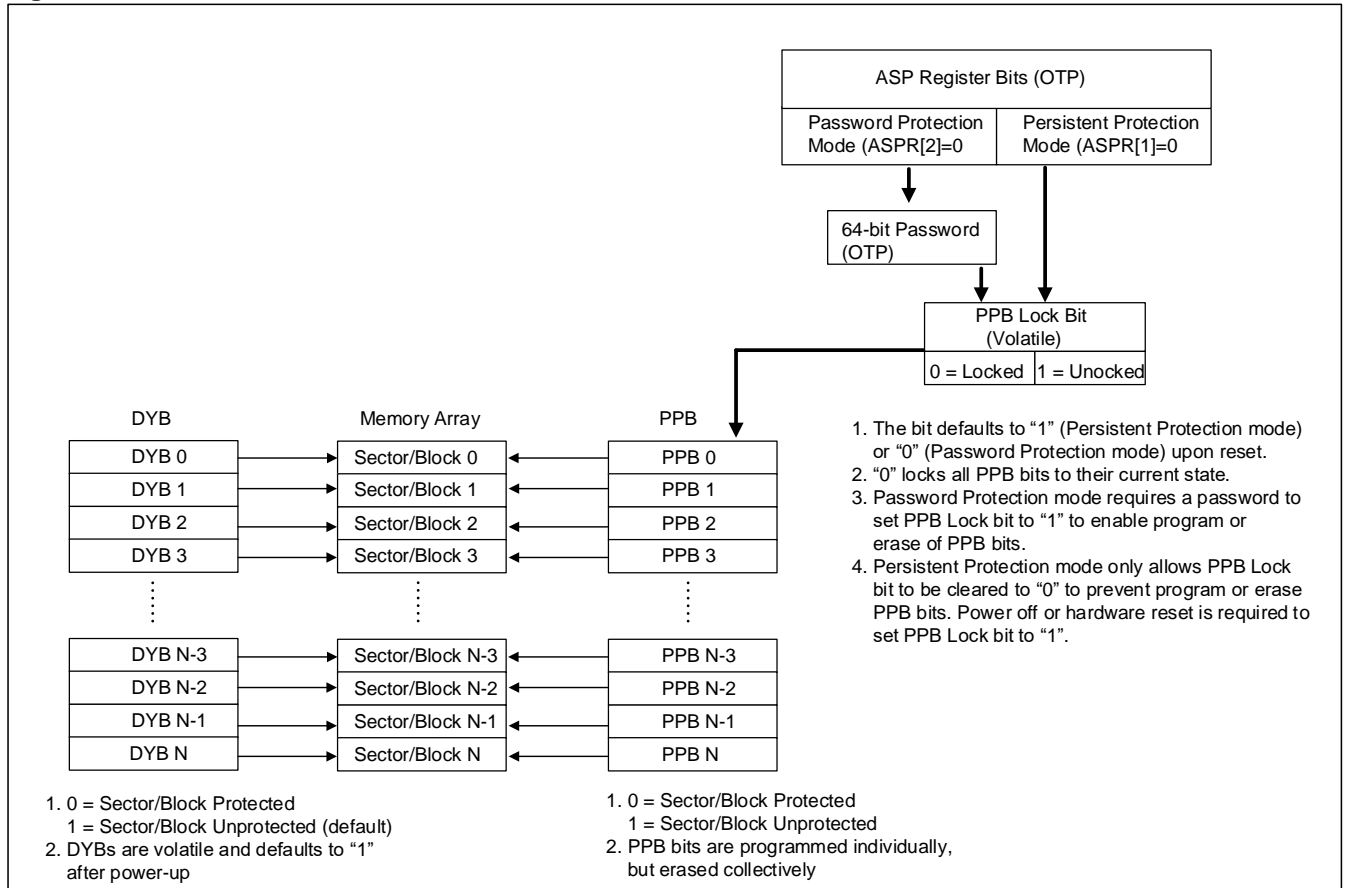 ASP Register Bits (OTP)
Password Protection
Mode (ASPR[2]=0
Persistent Protection
Mode (ASPR[1]=0
64-bit Password
(OTP)
PPB Lock Bit
(Volatile)
0 = Locked
1 = Unocked
1. The bit defaults to “1” (Persistent Protection mode)
or “0” (Password Protection mode) upon reset.
2. “0” locks all PPB bits to their current state.
3. Password Protection mode requires a password to
set PPB Lock bit to “1” to enable program or
erase of PPB bits.
4. Persistent Protection mode only allows PPB Lock
bit to be cleared to “0” to prevent program or erase
PPB bits. Power off or hardware reset is required to
set PPB Lock bit to “1”.
DYB Memory Array PPB
DYB 0 Sector/Block 0 PPB 0
DYB 1 Sector/Block 1 PPB 1
DYB 2 Sector/Block 2 PPB 2
DYB 3 Sector/Block 3 PPB 3
DYB N-3 Sector/Block N-3 PPB N-3
DYB N-2 Sector/Block N-2 PPB N-2
DYB N-1 Sector/Block N-1 PPB N-1
DYB N Sector/Block N PPB N
1. 0 = Sector/Block Protected
1 = Sector/Block Unprotected (default)
2. DYBs are volatile and defaults to “1”
after power-up
1. 0 = Sector/Block Protected
1 = Sector/Block Unprotected
2. PPB bits are programmed individually,
but erased collectively